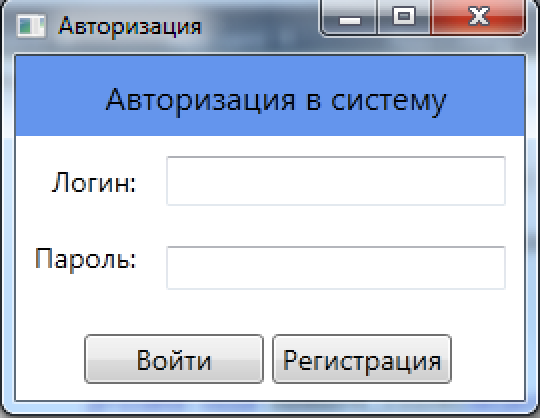 Авторизация
Авторизация в систему
Логин:
Пароль:
Войти
Регистрация